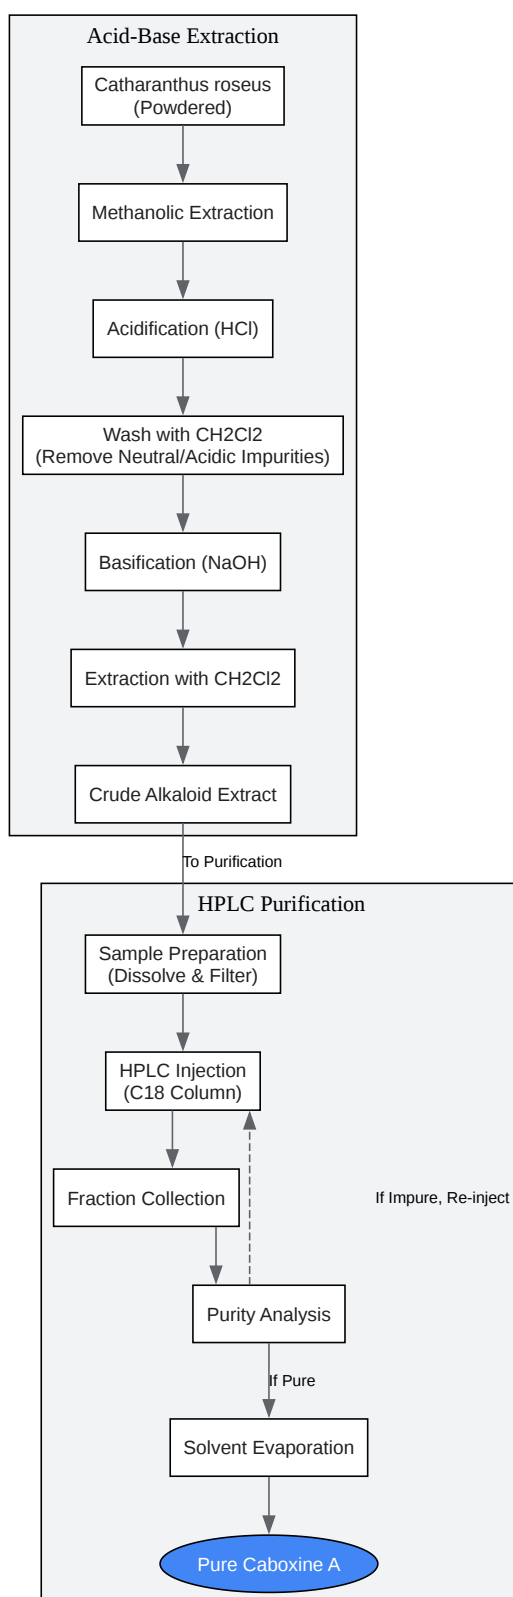 Acid-Base Extraction
Catharanthus roseus
(Powdered)
Methanolic Extraction
Acidification (HCl)
Wash with CH2Cl2
(Remove Neutral/Acidic Impurities)
Basification (NaOH)
Extraction with CH2Cl2
Crude Alkaloid Extract
To Purification
HPLC Purification
Sample Preparation
(Dissolve & Filter)
HPLC Injection
(C18 Column)
Fraction Collection
If Impure, Re-inject
Purity Analysis
If Pure
Solvent Evaporation
Pure Caboxine A